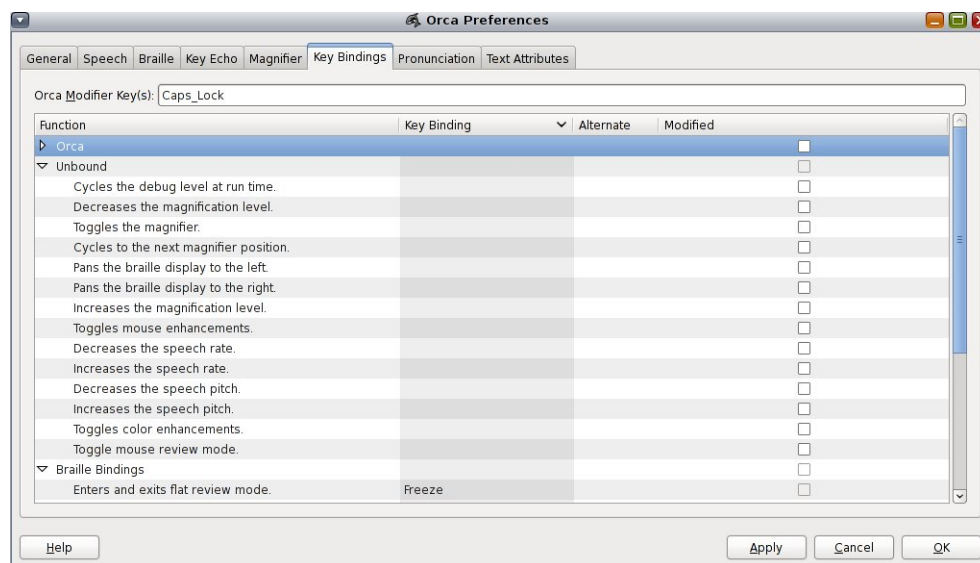 Orca Preferences
General Speech Braille Key Echo Magnifier Key Bindings Pronunciation Text Attributes
Orca Modifier Key(s): Caps_Lock
Function Key Binding Alternate Modified
Orca
Unbound
Cycles the debug level at run time.
Decreases the magnification level.
Toggles the magnifier.
Cycles to the next magnifier position.
Pans the braille display to the left.
Pans the braille display to the right.
Increases the magnification level.
Toggles mouse enhancements.
Decreases the speech rate.
Increases the speech rate.
Decreases the speech pitch.
Increases the speech pitch.
Toggles color enhancements.
Toggle mouse review mode.
Braille Bindings
Enters and exits flat review mode. Freeze
Help Apply Cancel OK